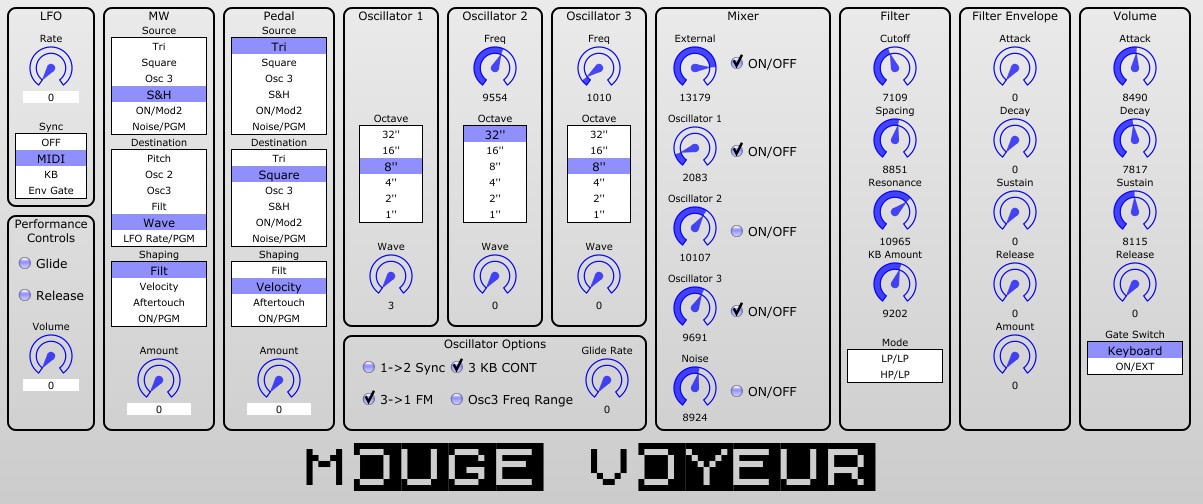 LFO
Rate
0
Sync
OFF
MIDI
KB
Env Gate
Performance
Controls
Glide
Release
Volume
0
MW
Source
Tri
Square
Osc 3
S&H
ON/Mod2
Noise/PGM
Destination
Pitch
Osc 2
Osc3
Filt
Wave
LFO Rate/PGM
Shaping
Filt
Velocity
Aftertouch
ON/PGM
Amount
0
Pedal
Source
Tri
Square
Osc 3
S&H
ON/Mod2
Noise/PGM
Destination
Tri
Square
Osc 3
S&H
ON/Mod2
Noise/PGM
Shaping
Filt
Velocity
Aftertouch
ON/PGM
Amount
0
Oscillator 1
Octave
32''
16''
8''
4''
2''
1''
Wave
3
Oscillator 2
Freq
9554
Octave
32''
16''
8''
4''
2''
1''
Wave
0
Oscillator 3
Freq
1010
Octave
32''
16''
8''
4''
2''
1''
Wave
0
Oscillator Options
1->2 Sync
3 KB CONT
3->1 FM
Osc3 Freq Range
Glide Rate
0
Mixer
External
ON/OFF
13179
Oscillator 1
ON/OFF
2083
Oscillator 2
ON/OFF
10107
Oscillator 3
ON/OFF
9691
Noise
ON/OFF
8924
Filter
Cutoff
7109
Spacing
8851
Resonance
10965
KB Amount
9202
Mode
LP/LP
HP/LP
Filter Envelope
Attack
0
Decay
0
Sustain
0
Release
0
Amount
0
Volume
Attack
8490
Decay
7817
Sustain
8115
Release
0
Gate Switch
Keyboard
ON/EXT
MOUGE VOYEUR